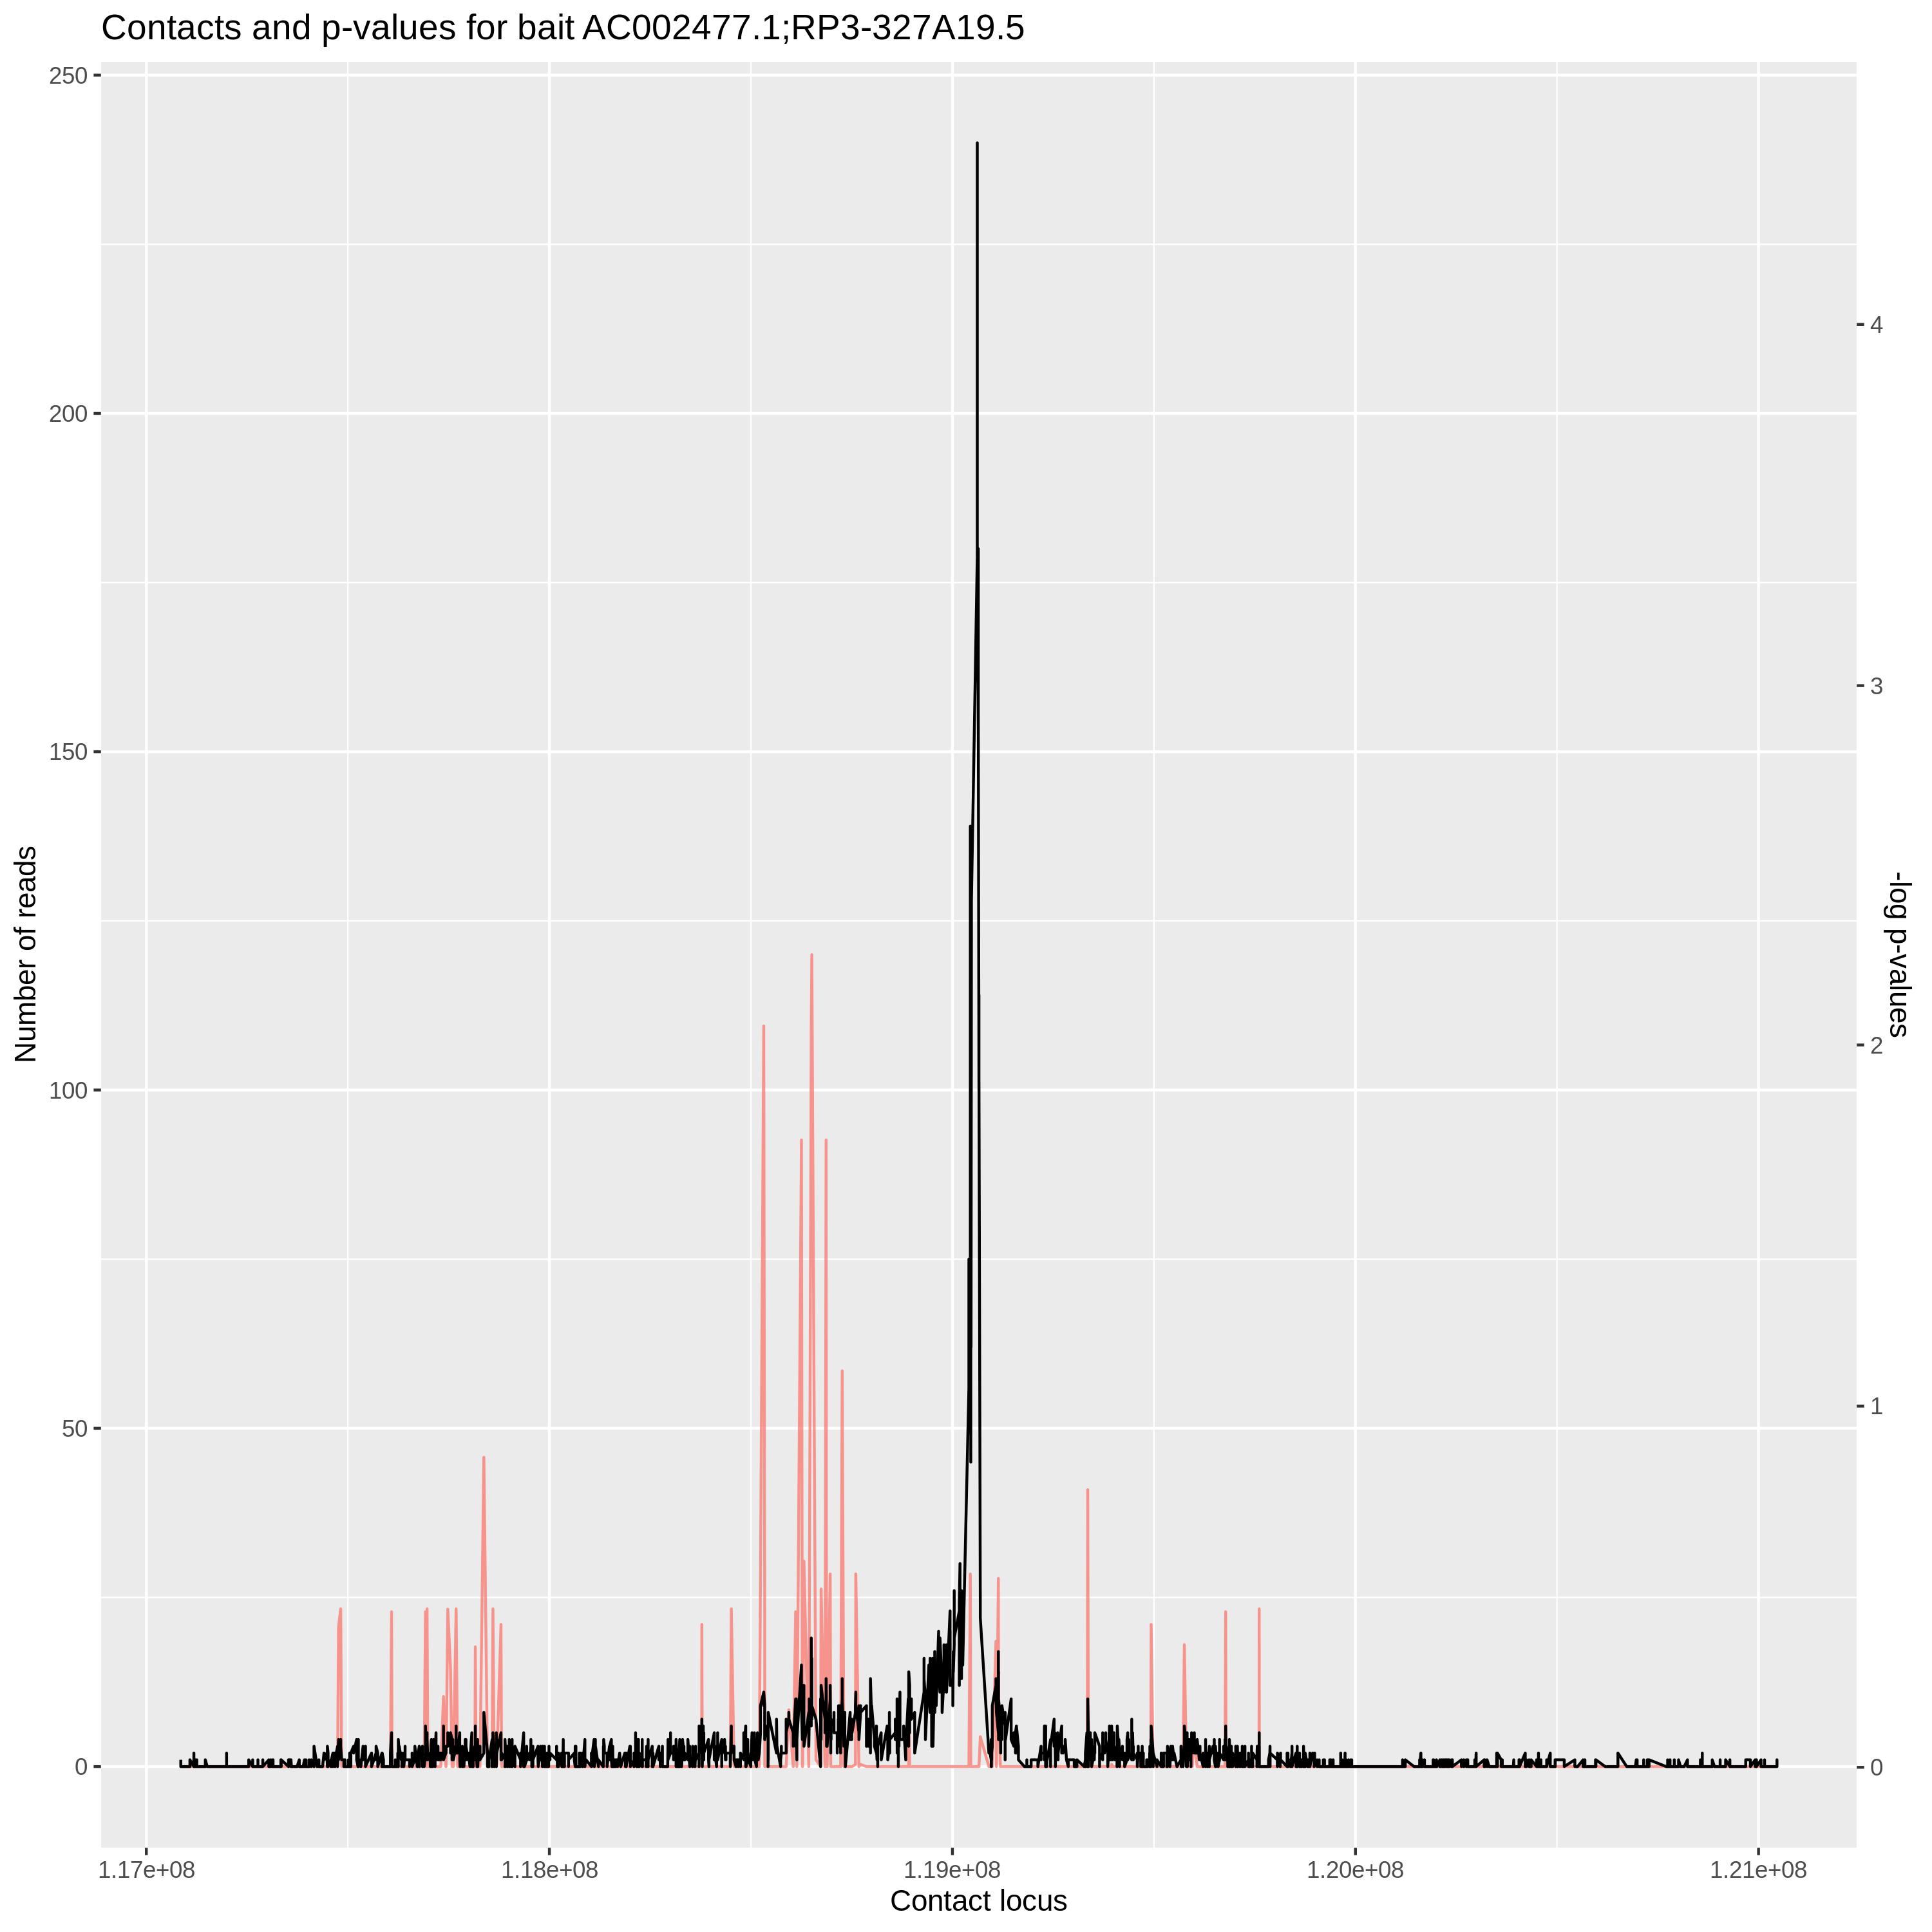 Contacts and p-values for bait AC002477.1;RP3-327A19.5
250
200
150
100
50
0
Number of reads
4
3
2
1
0
-log p-values
1.17e+08
1.18e+08
1.19e+08
1.20e+08
1.21e+08
Contact locus